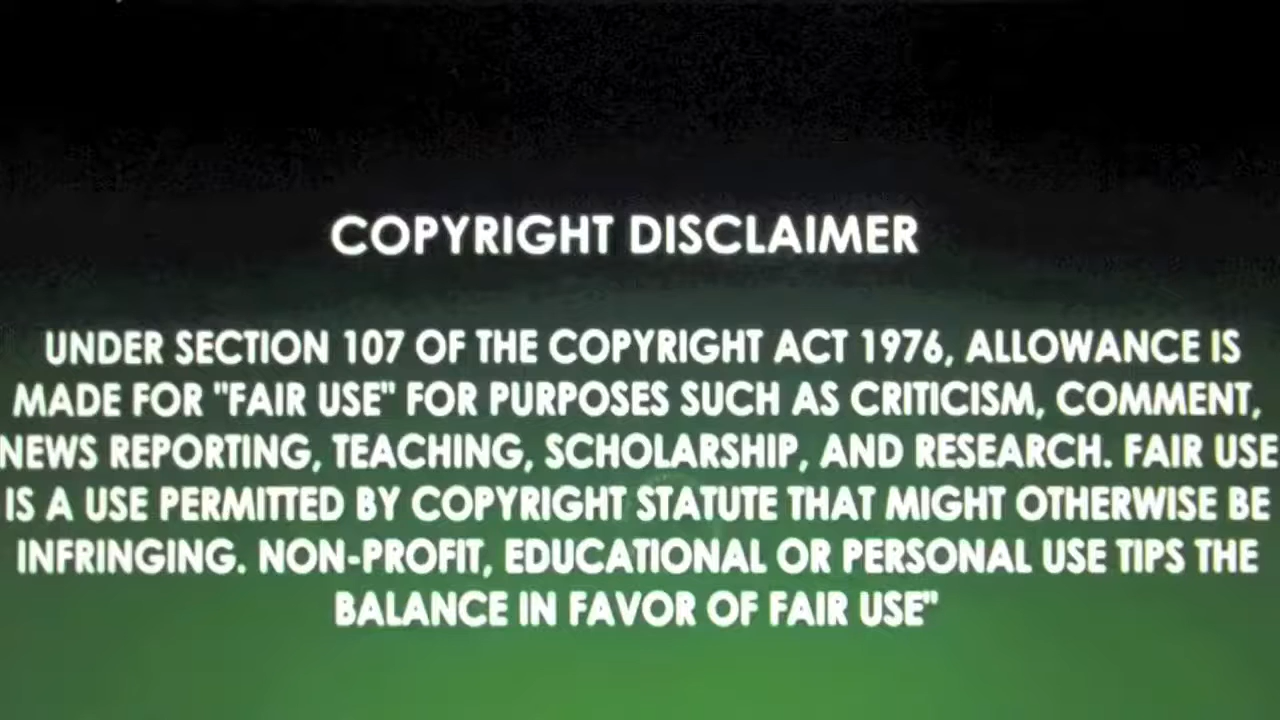 COPYRIGHT DISCLAIMER
UNDER SECTION 107 OF THE COPYRIGHT ACT 1976, ALLOWANCE IS
MADE FOR "FAIR USE" FOR PURPOSES SUCH AS CRITICISM, COMMENT,
NEWS REPORTING, TEACHING, SCHOLARSHIP, AND RESEARCH. FAIR USE
IS A USE PERMITTED BY COPYRIGHT STATUTE THAT MIGHT OTHERWISE BE
INFRINGING. NON-PROFIT, EDUCATIONAL OR PERSONAL USE TIPS THE
BALANCE IN FAVOR OF FAIR USE"